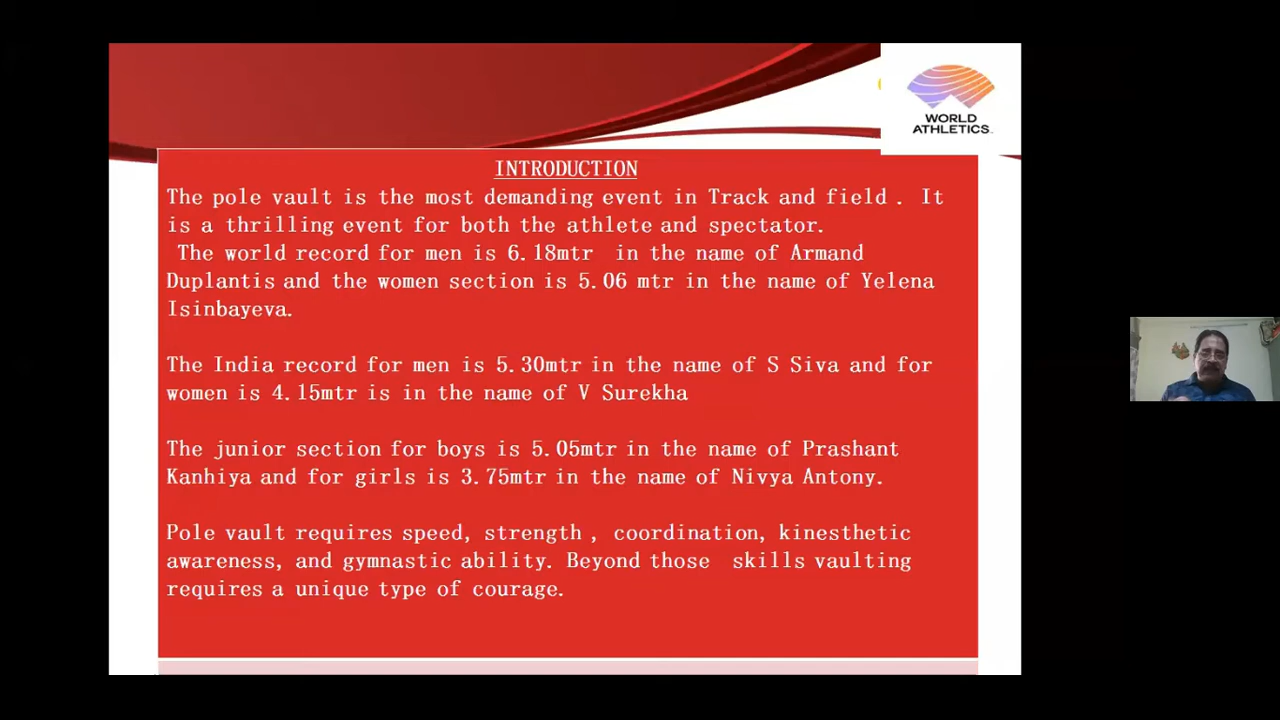 WORLD
ATHLETICS
INTRODUCTION
The pole vault is the most demanding event in Track and field . It
is a thrilling event for both the athlete and spectator.
The world record for men is 6.18mtr in the name of Armand
Duplantis and the women section is 5.06 mtr in the name of Yelena
Isinbayeva.
The India record for men is 5.30mtr in the name of S Siva and for
women is 4.15mtr is in the name of V Surekha
The junior section for boys is 5.05mtr in the name of Prashant
Kanhiya and for girls is 3.75mtr in the name of Nivya Antony.
Pole vault requires speed, strength , coordination, kinesthetic
awareness, and gymnastic ability. Beyond those skills vaulting
requires a unique type of courage.